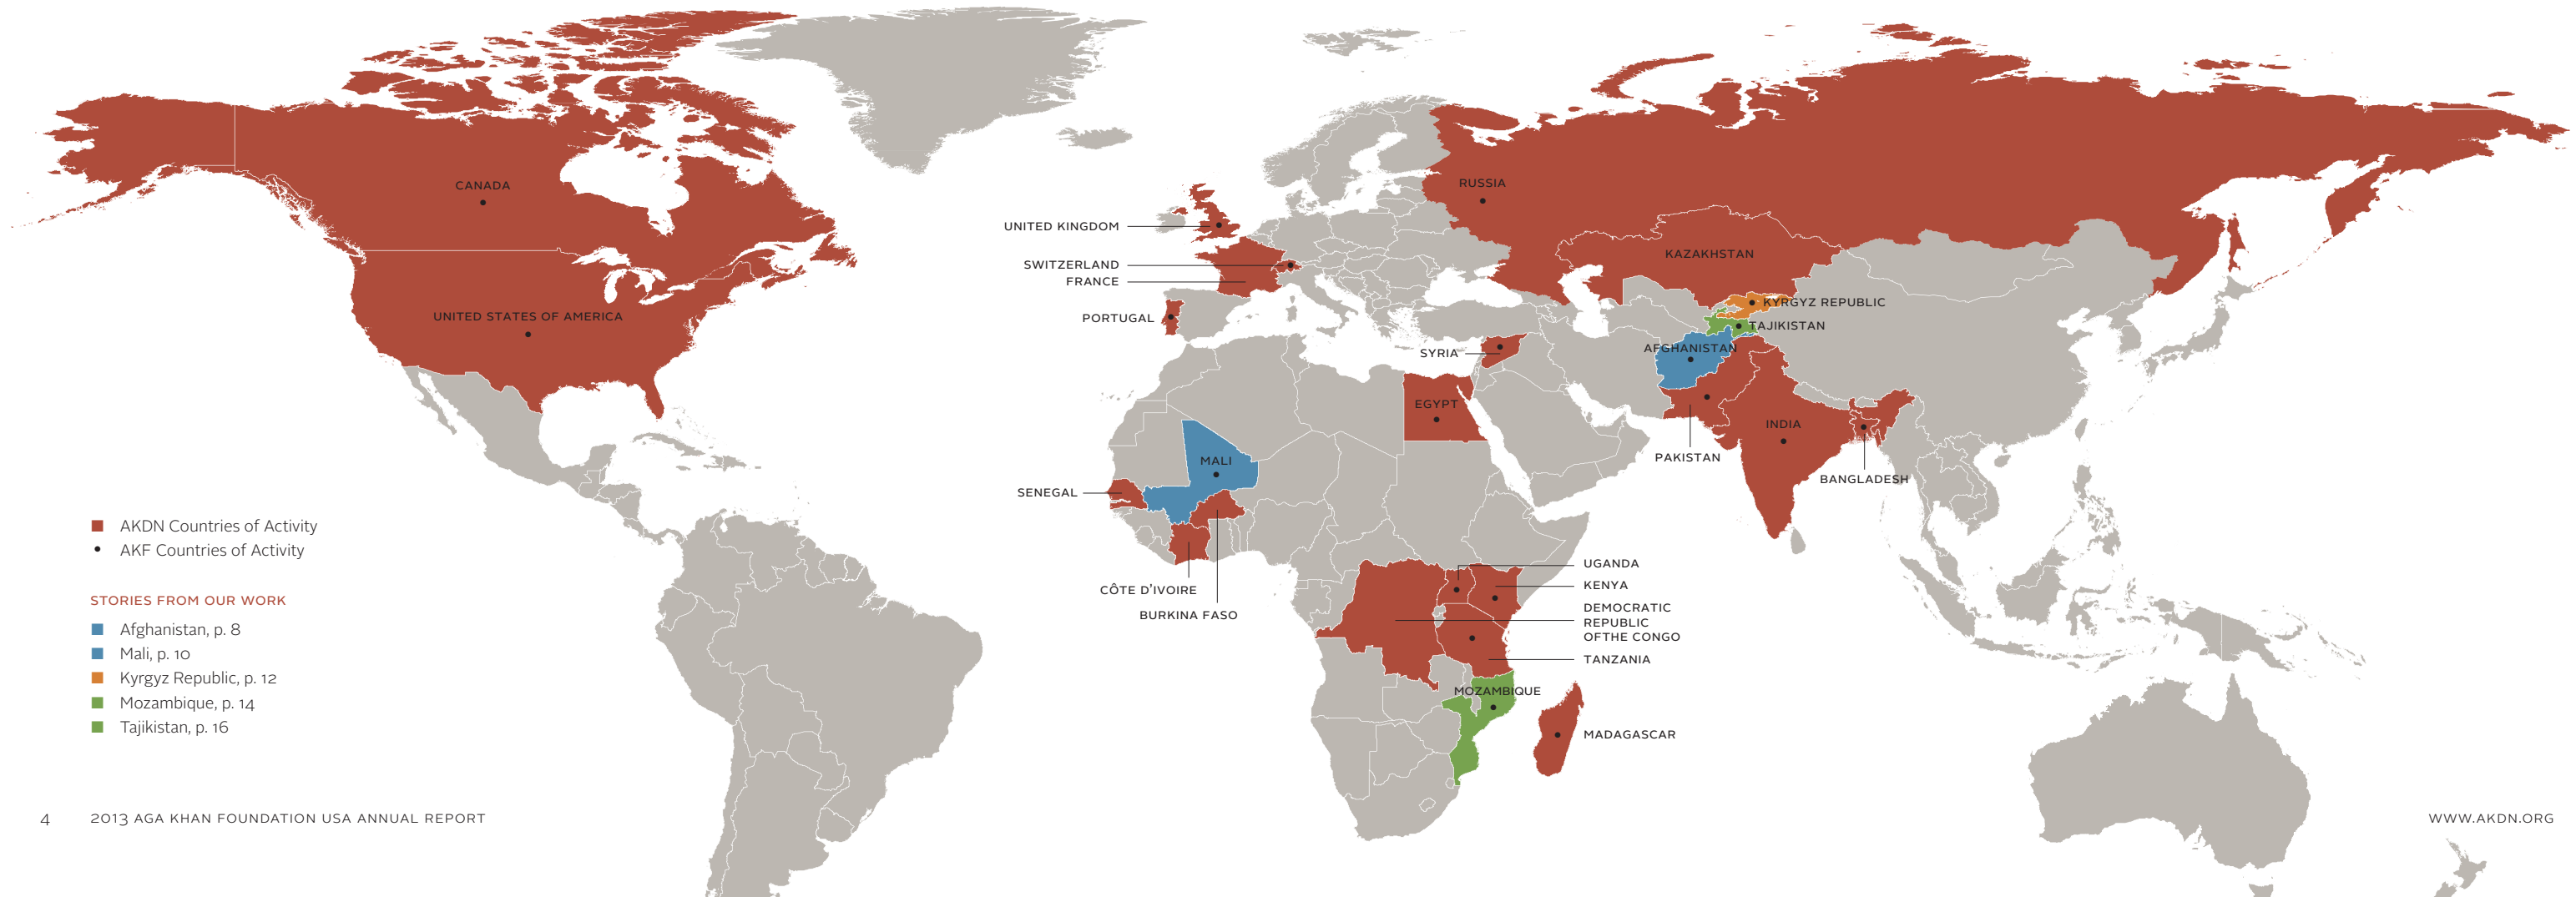 CANADA
UNITED STATES OF AMERICA
RUSSIA
UNITED KINGDOM
SWITZERLAND
FRANCE
PORTUGAL
KAZAKHSTAN
KYRGYZ REPUBLIC
TAJIKISTAN
AFGHANISTAN
SYRIA
EGYPT
INDIA
PAKISTAN
BANGLADESH
MALI
SENEGAL
CÔTE D'IVOIRE
BURKINA FASO
UGANDA
KENYA
DEMOCRATIC
REPUBLIC
OFTHE CONGO
TANZANIA
MOZAMBIQUE
MADAGASCAR
AKDN Countries of Activity
AKF Countries of Activity
STORIES FROM OUR WORK
Afghanistan, p. 8
Mali, p. 10
Kyrgyz Republic, p. 12
Mozambique, p. 14
Tajikistan, p. 16
4 2013 AGA KHAN FOUNDATION USA ANNUAL REPORT
WWW.AKDN.ORG